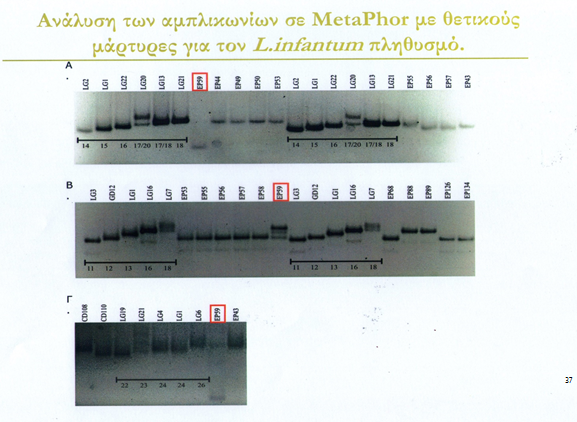 Ανάλυση των αμπλικωνίων σε MetaPhor με θετικούς
μάρτυρες για τον L.infantum πληθυσμό.
A
LG2 LG1 LG22 LG20 LG13 LG21 EP59 EP44 EP49 EP50 EP53 LG2 LG1 LG22 LG20 LG13 LG21 EP55 EP56 EP57 EP43
14 15 16 17/20 17/18 18 14 15 16 17/20 17/18 18
B
LG3 GD12 LG1 LG16 LG7 EP53 EP55 EP56 EP57 EP58 EP59 LG3 GD12 LG1 LG16 LG7 EP68 EP88 EP89 EP126 EP134
11 12 13 16 18 11 12 13 16 18
Γ
CD108 CD110 LG19 LG21 LG4 LG1 LG6 EP59 EP43
22 23 24 24 26
37